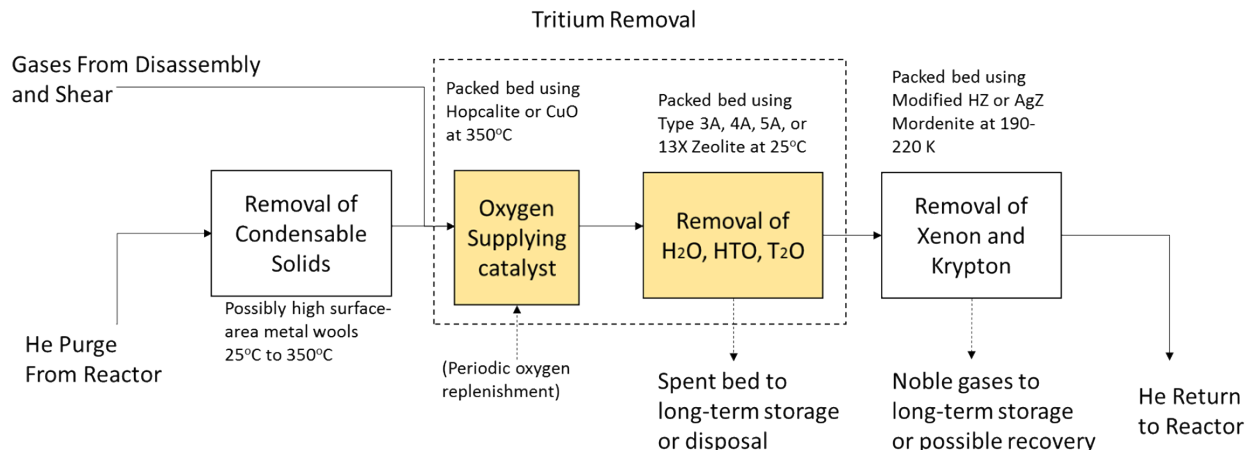 Tritium Removal
Gases From Disassembly
and Shear
Packed bed using
Hopcalite or CuO
at 350°C
Packed bed using
Type 3A, 4A, 5A, or
13X Zeolite at 25°C
Packed bed using
Modified HZ or AgZ
Mordenite at 190-
220 K
Removal of
Condensable
Solids
Oxygen
Supplying
catalyst
Removal of
H2O, HTO, T2O
Removal of
Xenon and
Krypton
Possibly high surface-
area metal wools
25°C to 350°C
He Purge
From Reactor
(Periodic oxygen
replenishment)
Spent bed to
long-term storage
or disposal
Noble gases to
long-term storage
or possible recovery
He Return
to Reactor